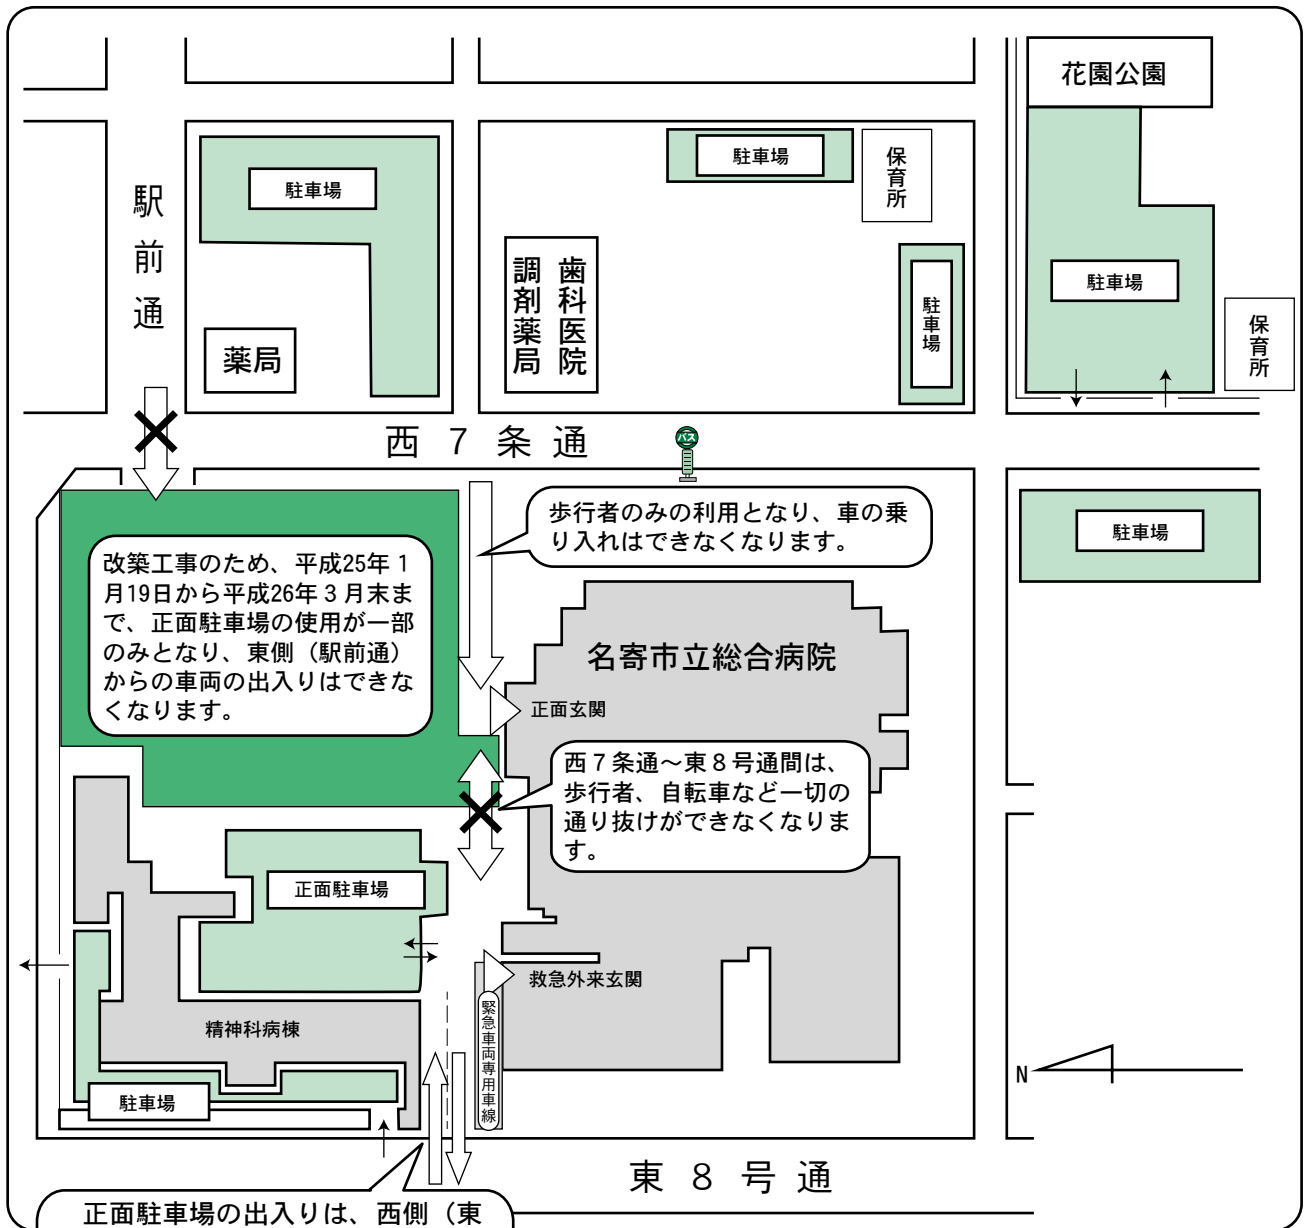 花園公園
駐車場
保育所
駐車場
駅前通
調剤薬局
歯科医院
駐車場
駐車場
保育所
薬局
西７条通
バス
歩行者のみの利用となり、車の乗
り入れはできなくなります。
駐車場
改築工事のため、平成25年１
月19日から平成26年３月末ま
で、正面駐車場の使用が一部
のみとなり、東側（駅前通）
からの車両の出入りはできな
くなります。
名寄市立総合病院
正面玄関
西７条通～東８号通間は、
歩行者、自転車など一切の
通り抜けができなくなりま
す。
正面駐車場
救急外来玄関
緊急車両専用車線
精神科病棟
N
駐車場
東８号通
正面駐車場の出入りは、西側（東